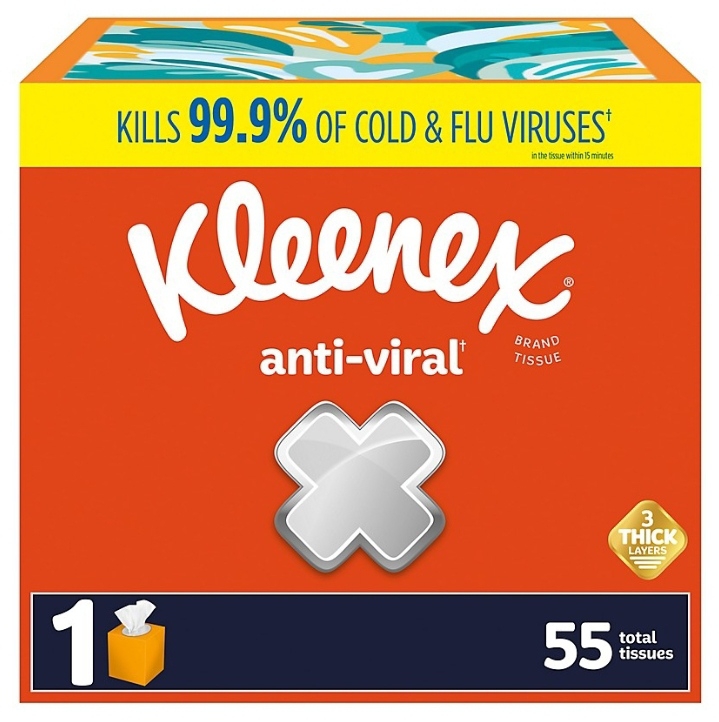 KILLS 99.9% OF COLD & FLU VIRUSES†
in the tissue within 15 minutes
Kleenex®
anti-viral†
BRAND
TISSUE
3
THICK
LAYERS
1
55 total
tissues